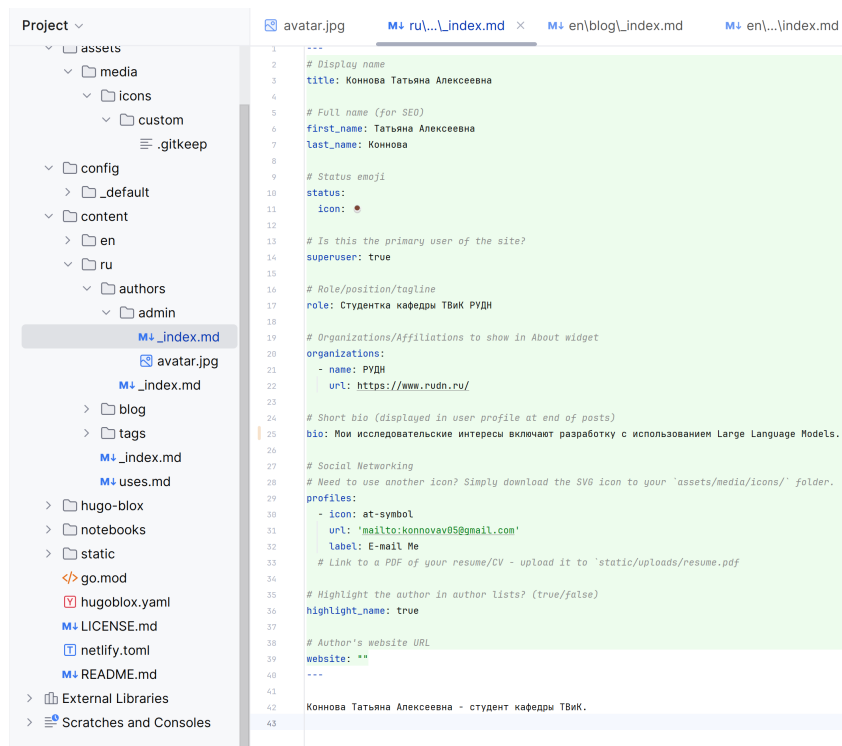 Project
avatar.jpg
ru\...\_index.md
en\blog\_index.md
en\...\index.md
assets
media
icons
custom
.gitkeep
config
_default
content
en
ru
authors
admin
_index.md
avatar.jpg
_index.md
blog
tags
_index.md
uses.md
hugo-blox
notebooks
static
go.mod
hugoblox.yaml
LICENSE.md
netlify.toml
README.md
External Libraries
Scratches and Consoles
1 ---
2 # Display name
3 title: Коннова Татьяна Алексеевна
4
5 # Full name (for SEO)
6 first_name: Татьяна Алексеевна
7 last_name: Коннова
8
9 # Status emoji
10 status:
11 icon:
12
13 # Is this the primary user of the site?
14 superuser: true
15
16 # Role/position/tagline
17 role: Студентка кафедры ТВиК РУДН
18
19 # Organizations/Affiliations to show in About widget
20 organizations:
21 - name: РУДН
22 url: https://www.rudn.ru/
23
24 # Short bio (displayed in user profile at end of posts)
25 bio: Мои исследовательские интересы включают разработку с использованием Large Language Models.
26
27 # Social Networking
28 # Need to use another icon? Simply download the SVG icon to your `assets/media/icons/` folder.
29 profiles:
30 - icon: at-symbol
31 url: 'mailto:konnovav05@gmail.com'
32 label: E-mail Me
33 # Link to a PDF of your resume/CV - upload it to `static/uploads/resume.pdf
34
35 # Highlight the author in author lists? (true/false)
36 highlight_name: true
37
38 # Author's website URL
39 website: ""
40 ---
41
42 Коннова Татьяна Алексеевна - студент кафедры ТВиК.
43